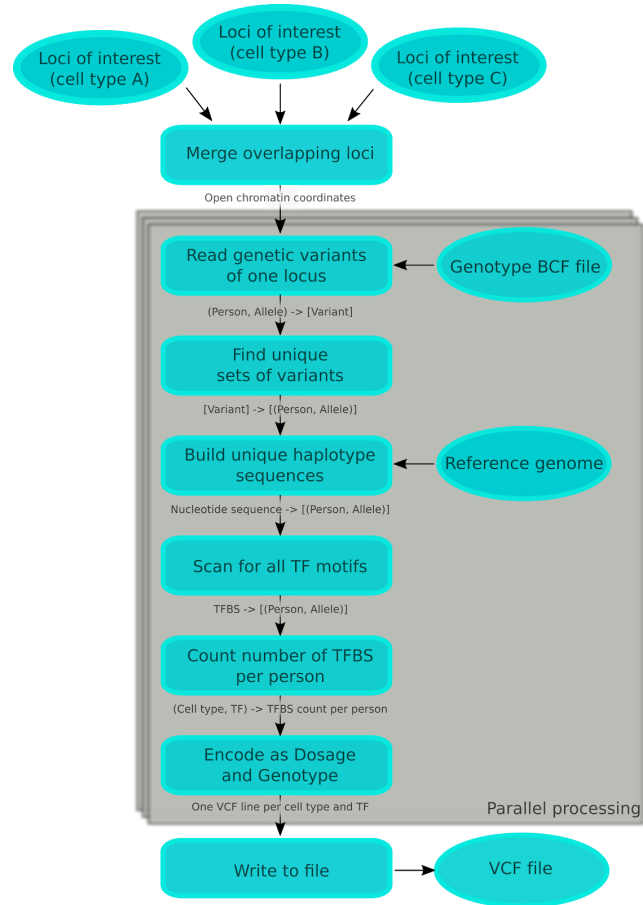 Loci of interest
(cell type A)
Loci of interest
(cell type B)
Loci of interest
(cell type C)
Merge overlapping loci
Open chromatin coordinates
Read genetic variants
of one locus
Genotype BCF file
(Person, Allele) -> [Variant]
Find unique
sets of variants
[Variant] -> [(Person, Allele)]
Build unique haplotype
sequences
Reference genome
Nucleotide sequence -> [(Person, Allele)]
Scan for all TF motifs
TFBS -> [(Person, Allele)]
Count number of TFBS
per person
(Cell type, TF) -> TFBS count per person
Encode as Dosage
and Genotype
One VCF line per cell type and TF
Parallel processing
Write to file
VCF file